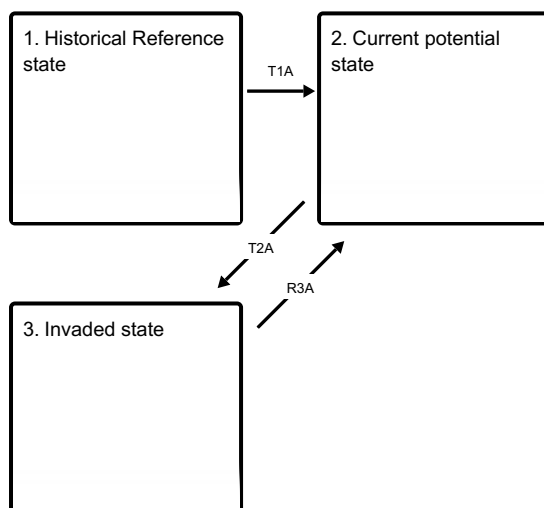 1. Historical Reference
state
T1A
2. Current potential
state
T2A
R3A
3. Invaded state